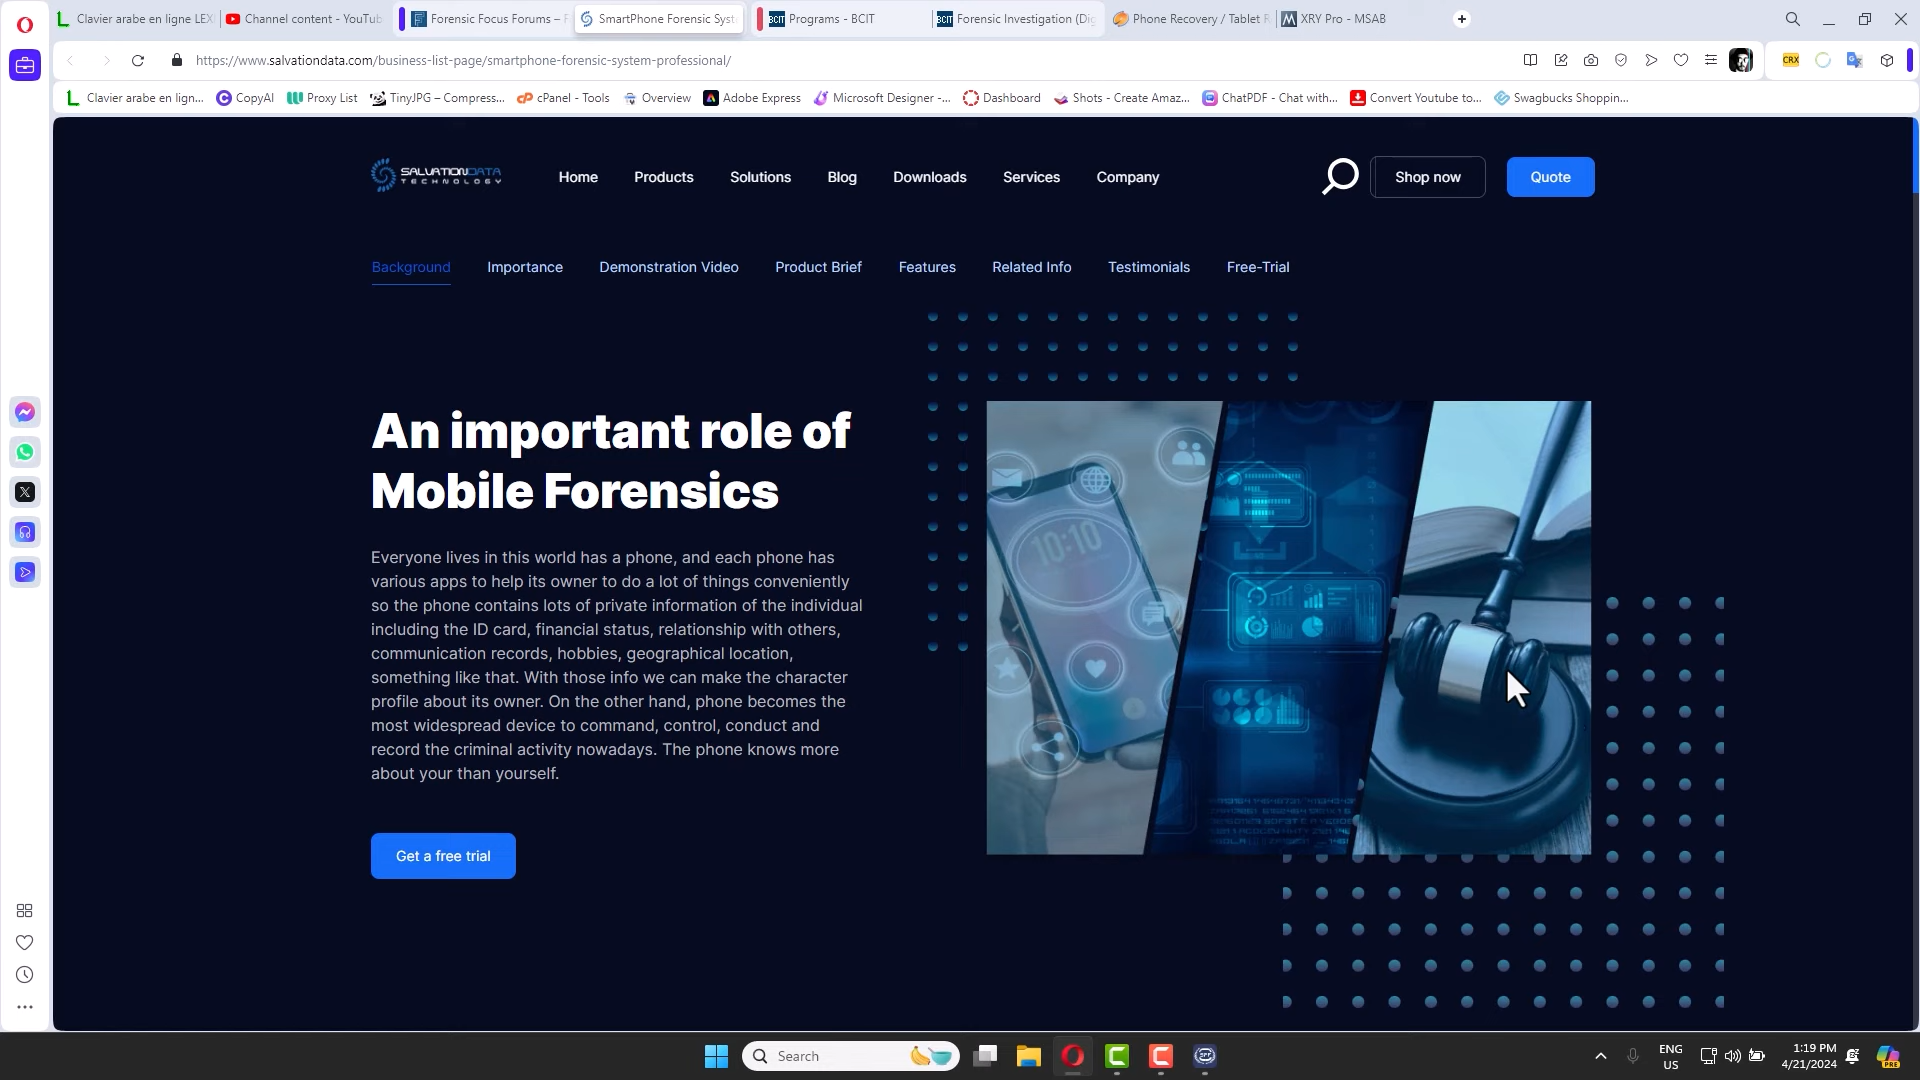 Clavier arabe en ligne LEX
Channel content - YouTub
Forensic Focus Forums – F
SmartPhone Forensic Syst
BCIT Programs - BCIT
BCIT Forensic Investigation (Dig
Phone Recovery / Tablet R
XRY Pro - MSAB
https://www.salvationdata.com/business-list-page/smartphone-forensic-system-professional/
CRX
Clavier arabe en lign...
CopyAI
Proxy List
TinyJPG – Compress...
cPanel - Tools
Overview
Adobe Express
Microsoft Designer -...
Dashboard
Shots - Create Amaz...
ChatPDF - Chat with...
Convert Youtube to...
Swagbucks Shoppin...
SALVATIONDATA
TECHNOLOGY
Home
Products
Solutions
Blog
Downloads
Services
Company
Shop now
Quote
Background
Importance
Demonstration Video
Product Brief
Features
Related Info
Testimonials
Free-Trial
An important role of
Mobile Forensics
Everyone lives in this world has a phone, and each phone has
various apps to help its owner to do a lot of things conveniently
so the phone contains lots of private information of the individual
including the ID card, financial status, relationship with others,
communication records, hobbies, geographical location,
something like that. With those info we can make the character
profile about its owner. On the other hand, phone becomes the
most widespread device to command, control, conduct and
record the criminal activity nowadays. The phone knows more
about your than yourself.
Get a free trial
10:10
Search
SPF
ENG
US
1:19 PM
4/21/2024
PRE